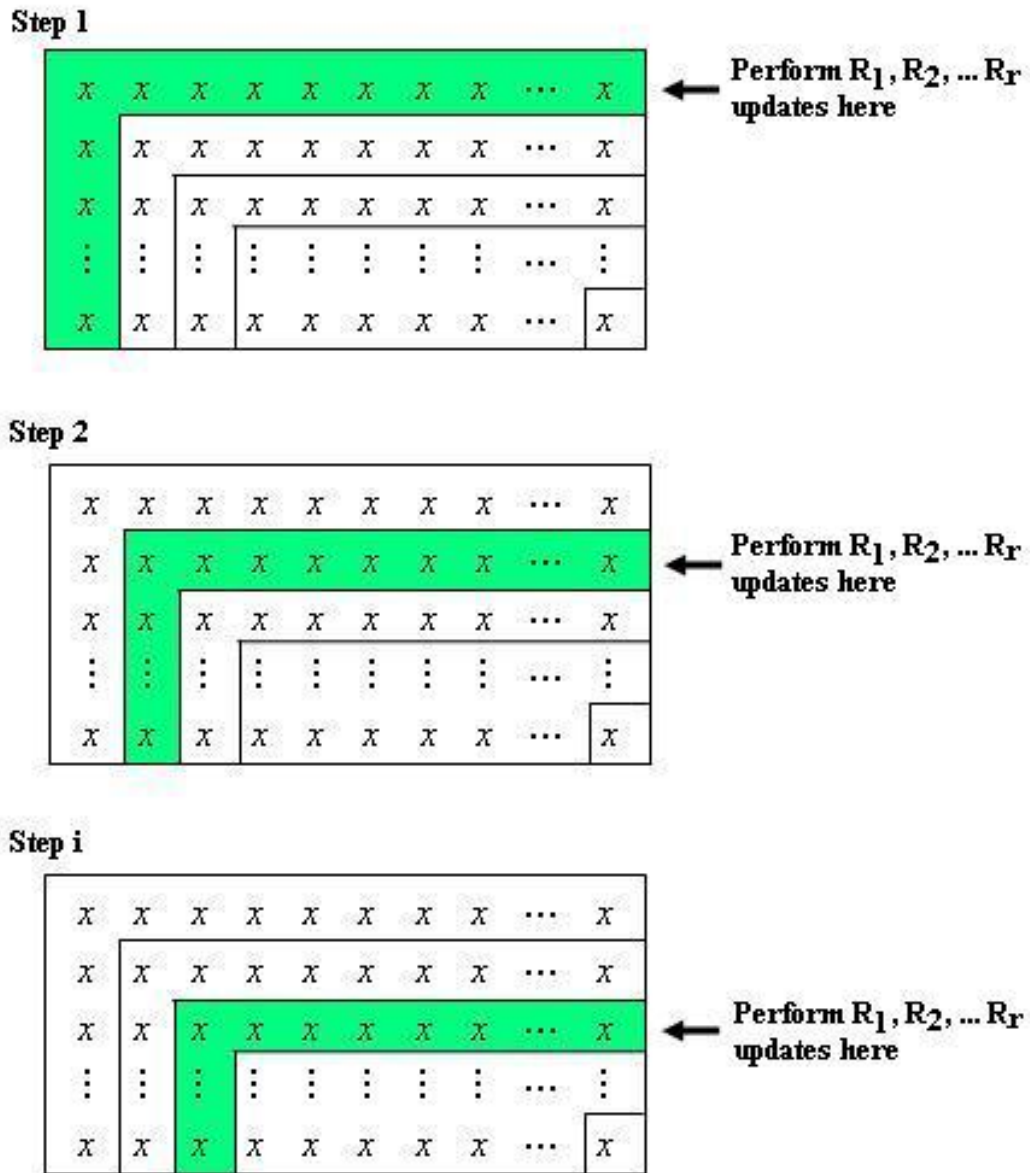 Step 1
x x x x x x x x ... x
Perform R1, R2, ... Rr
updates here
x x x x x x x x ... x
x x x x x x x x ... x
⋮ ⋮ ⋮ ⋮ ⋮ ⋮ ⋮ ⋮ ... ⋮
x x x x x x x x ... x
Step 2
x x x x x x x x ... x
x x x x x x x x ... x
Perform R1, R2, ... Rr
updates here
x x x x x x x x ... x
⋮ ⋮ ⋮ ⋮ ⋮ ⋮ ⋮ ⋮ ... ⋮
x x x x x x x x ... x
Step i
x x x x x x x x ... x
x x x x x x x x ... x
x x x x x x x x ... x
Perform R1, R2, ... Rr
updates here
⋮ ⋮ ⋮ ⋮ ⋮ ⋮ ⋮ ⋮ ... ⋮
x x x x x x x x ... x